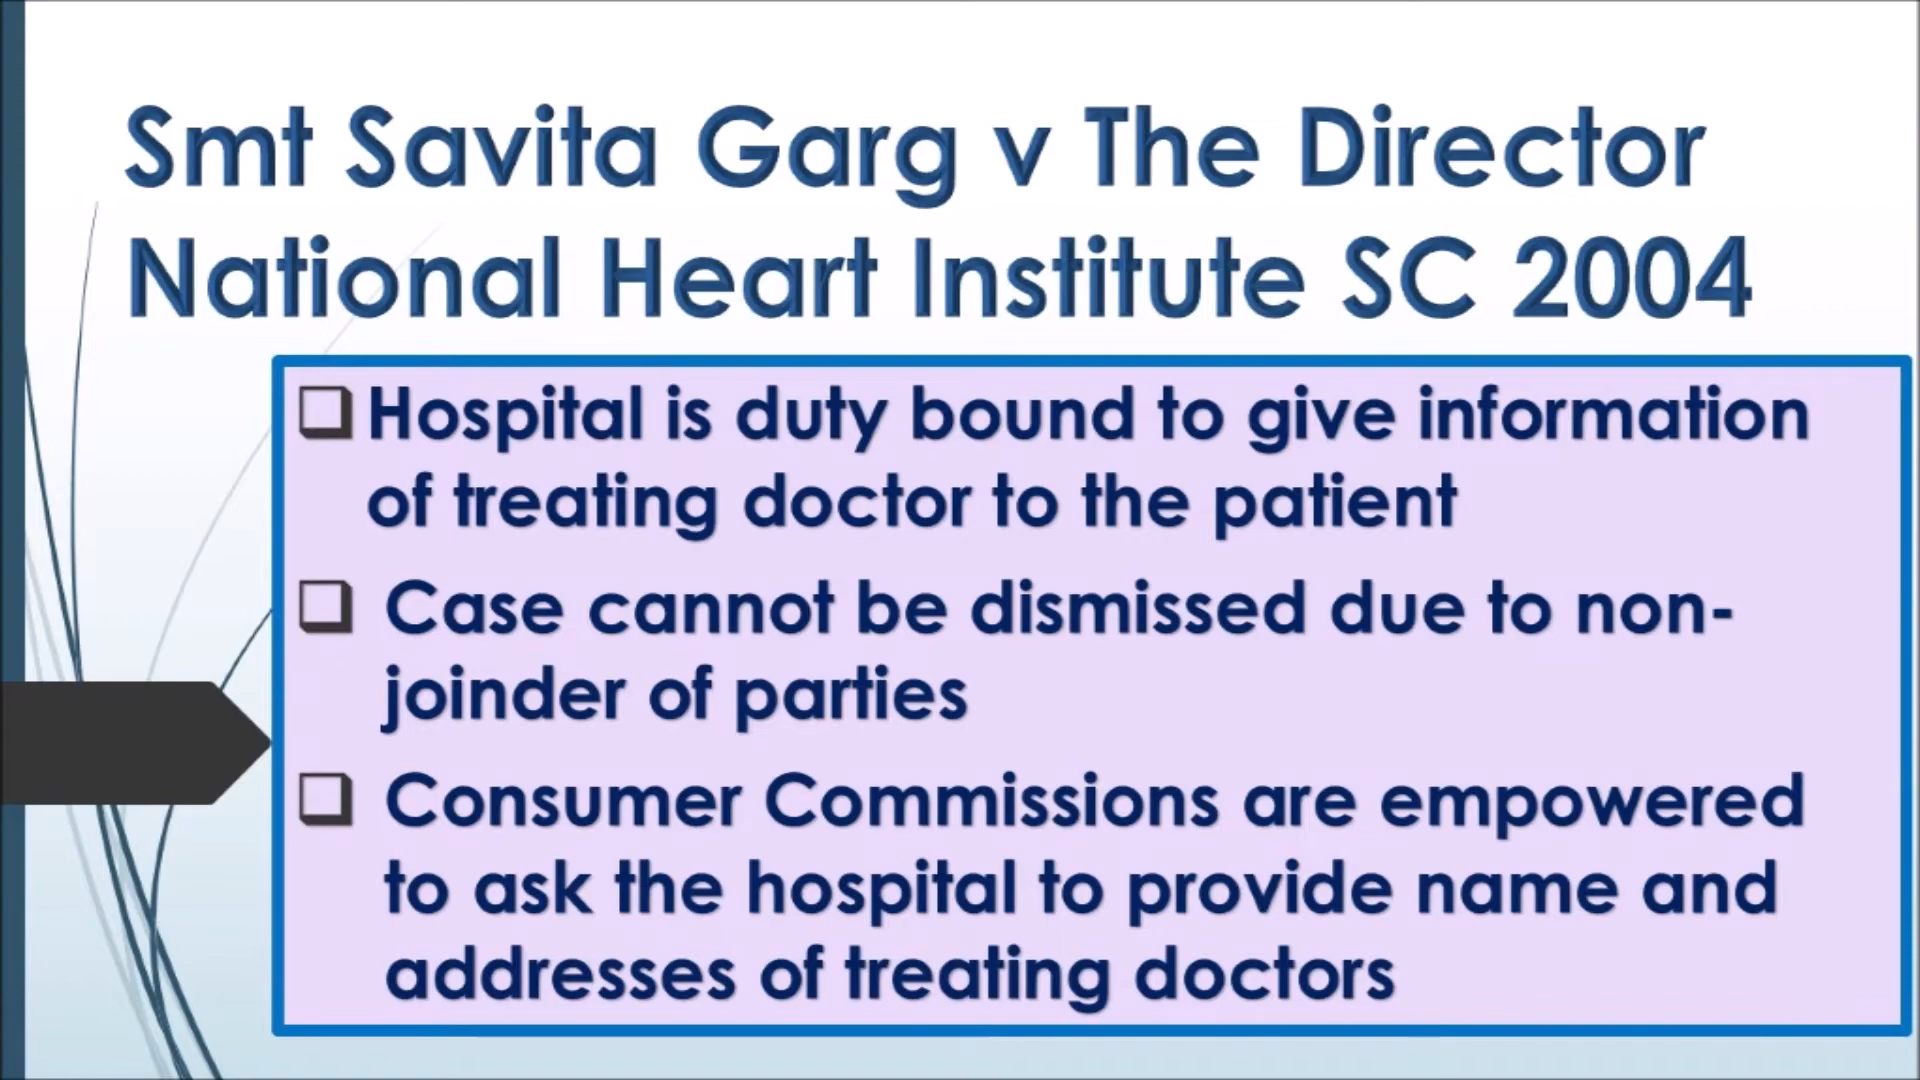 Smt Savita Garg v The Director
National Heart Institute SC 2004
Hospital is duty bound to give information
of treating doctor to the patient
Case cannot be dismissed due to non-
joinder of parties
Consumer Commissions are empowered
to ask the hospital to provide name and
addresses of treating doctors